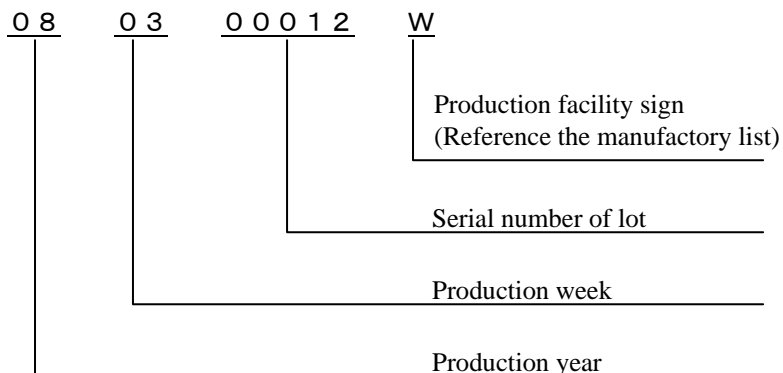 ０８ ０３ ０００１２ Ｗ
Production facility sign
(Reference the manufactory list)
Serial number of lot
Production week
Production year